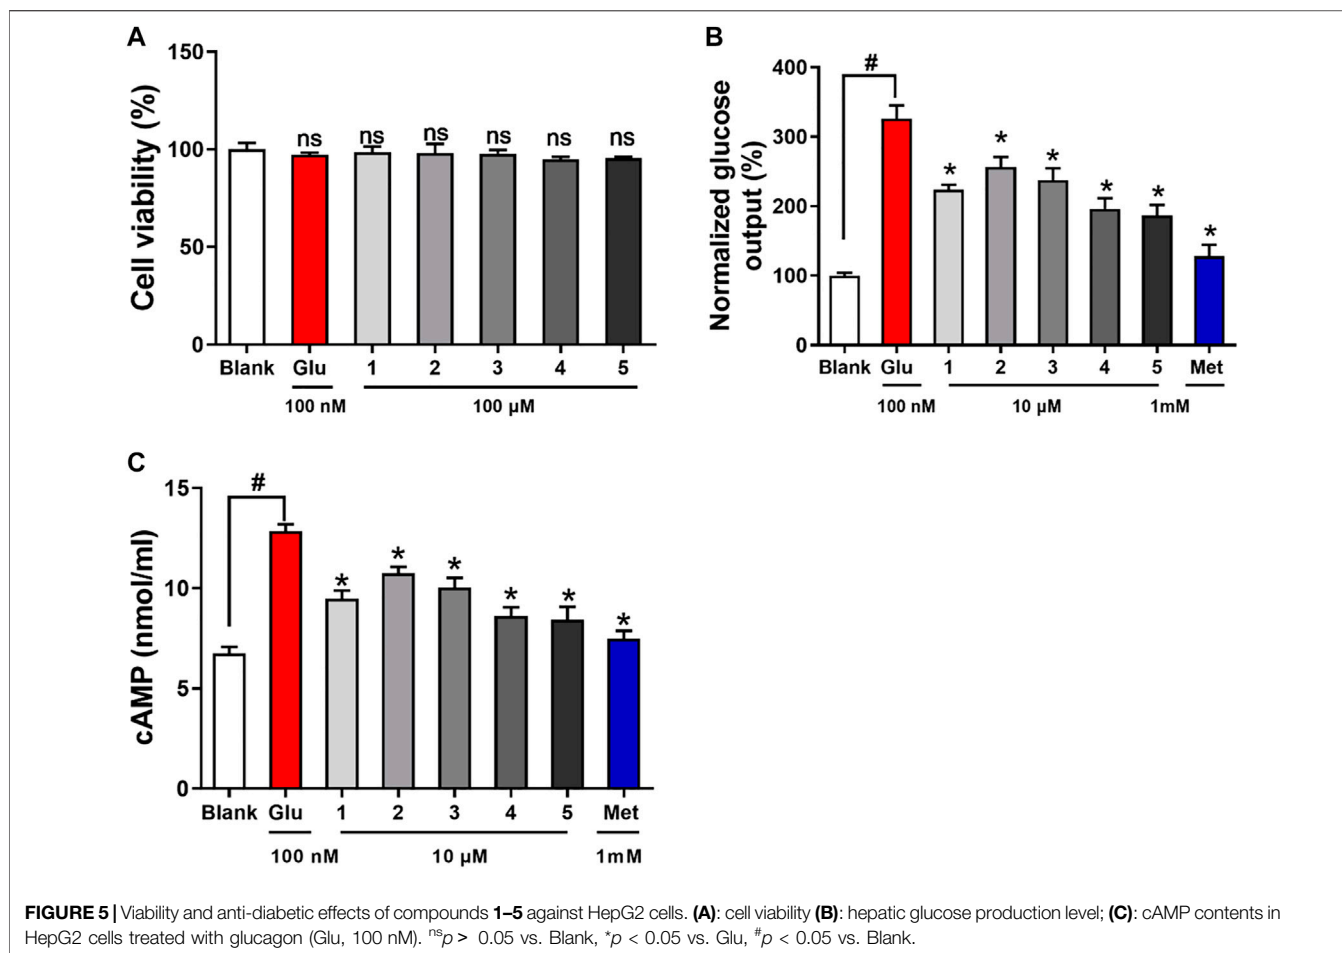 A
Cell viability (%)
150
100
50
0
ns ns ns ns ns ns
Blank Glu 1 2 3 4 5
100 nM 100 µM
B
Normalized glucose
output (%)
400
300
200
100
0
#
* * * * * *
Blank Glu 1 2 3 4 5 Met
100 nM 10 µM 1mM
C
cAMP (nmol/ml)
15
10
5
0
#
* * * * * *
Blank Glu 1 2 3 4 5 Met
100 nM 10 µM 1mM
FIGURE 5 | Viability and anti-diabetic effects of compounds 1–5 against HepG2 cells. (A): cell viability (B): hepatic glucose production level; (C): cAMP contents in
HepG2 cells treated with glucagon (Glu, 100 nM). nsp > 0.05 vs. Blank, *p < 0.05 vs. Glu, #p < 0.05 vs. Blank.